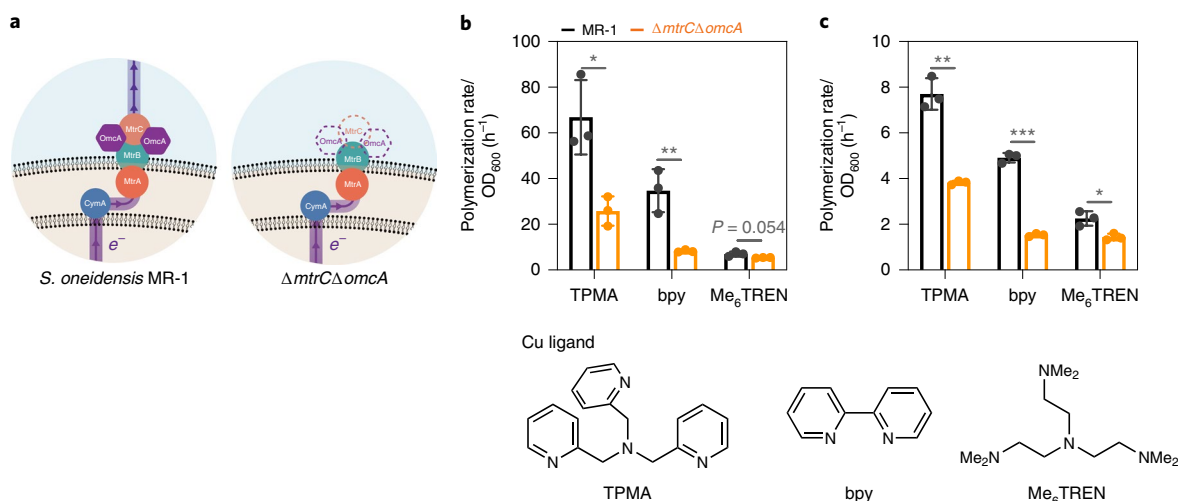 a
OmcA
MtrC
OmcA
MtrB
MtrA
CymA
e⁻
S. oneidensis MR-1
OmcA
MtrC
OmcA
MtrB
MtrA
CymA
e⁻
ΔmtrCΔomcA
b
MR-1
ΔmtrCΔomcA
Polymerization rate/
OD₆₀₀ (h⁻¹)
100
80
60
40
20
0
*
**
P = 0.054
TPMA
bpy
Me₆TREN
c
Polymerization rate/
OD₆₀₀ (h⁻¹)
10
8
6
4
2
0
**
***
*
TPMA
bpy
Me₆TREN
Cu ligand
N
N
N
N
TPMA
N
N
bpy
NMe2
N
Me2N
NMe2
Me₆TREN